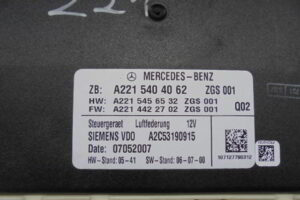 221
MERCEDES-BENZ
ZB: A221 540 40 62 ZGS 001
HW: A221 545 65 32 ZGS 001
FW: A221 442 27 02 ZGS 001 Q02
Steuergeraet Luftfederung 12V
SIEMENS VDO A2C53190915
Date: 07052007
HW-Stand: 05-41 SW-Stand: 06-07-00